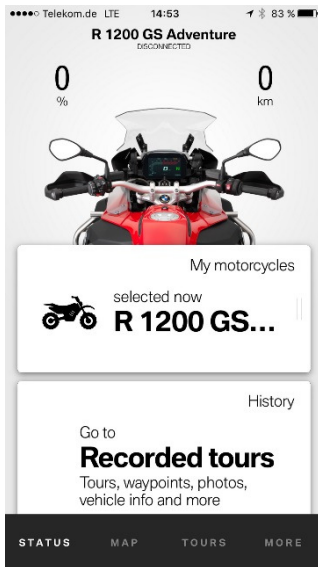 Telekom.de LTE 14:53 83 %
R 1200 GS Adventure
DISCONNECTED
0 0
% km
My motorcycles
selected now
R 1200 GS...
History
Go to
Recorded tours
Tours, waypoints, photos,
vehicle info and more
STATUS MAP TOURS MORE